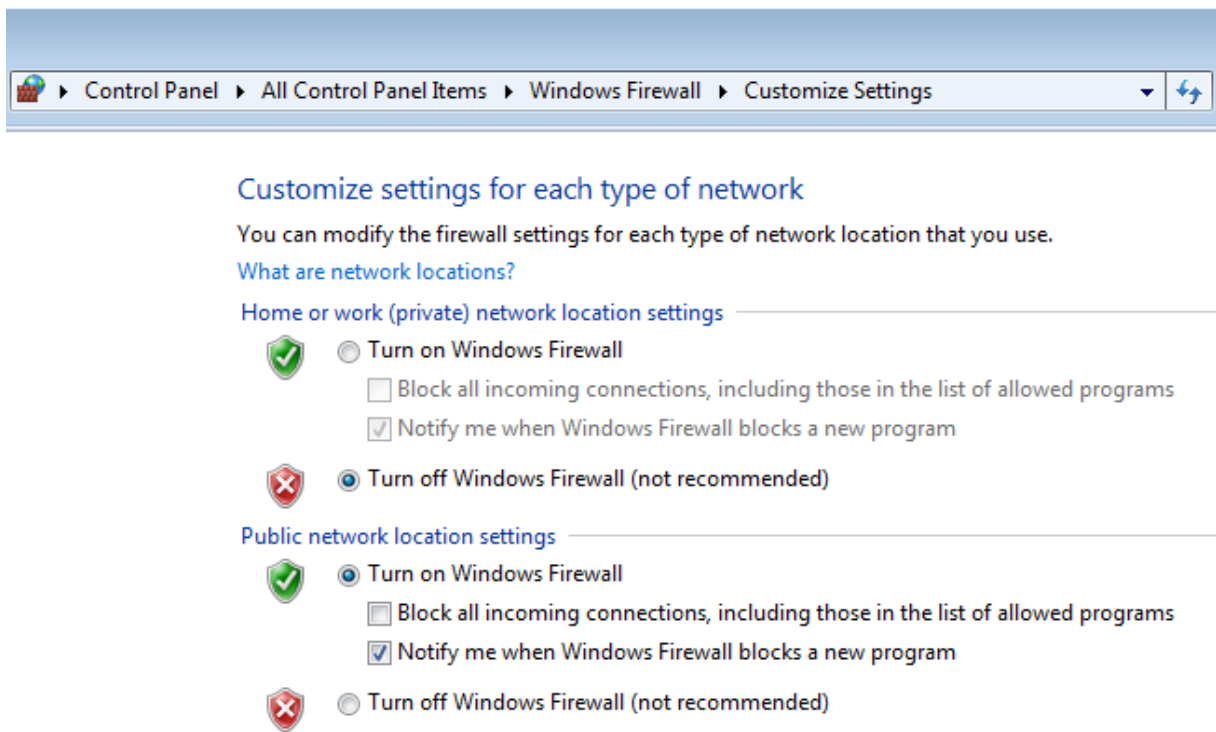 Control Panel ▸ All Control Panel Items ▸ Windows Firewall ▸ Customize Settings
Customize settings for each type of network
You can modify the firewall settings for each type of network location that you use.
What are network locations?
Home or work (private) network location settings
Turn on Windows Firewall
Block all incoming connections, including those in the list of allowed programs
Notify me when Windows Firewall blocks a new program
Turn off Windows Firewall (not recommended)
Public network location settings
Turn on Windows Firewall
Block all incoming connections, including those in the list of allowed programs
Notify me when Windows Firewall blocks a new program
Turn off Windows Firewall (not recommended)